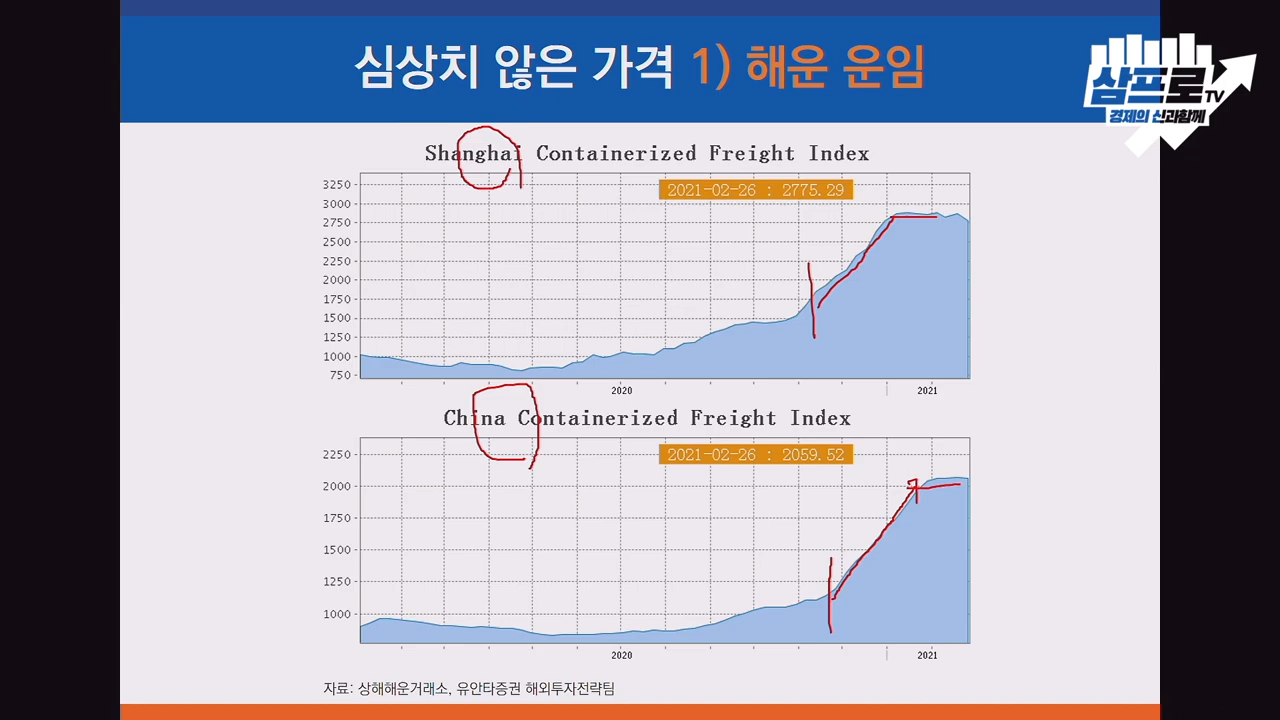 심상치 않은 가격 1) 해운 운임
삼프로TV
경제의 신과함께
Shanghai Containerized Freight Index
2021-02-26 : 2775.29
3250
3000
2750
2500
2250
2000
1750
1500
1250
1000
750
2020 2021
China Containerized Freight Index
2021-02-26 : 2059.52
2250
2000
1750
1500
1250
1000
2020 2021
자료: 상해해운거래소, 유안타증권 해외투자전략팀